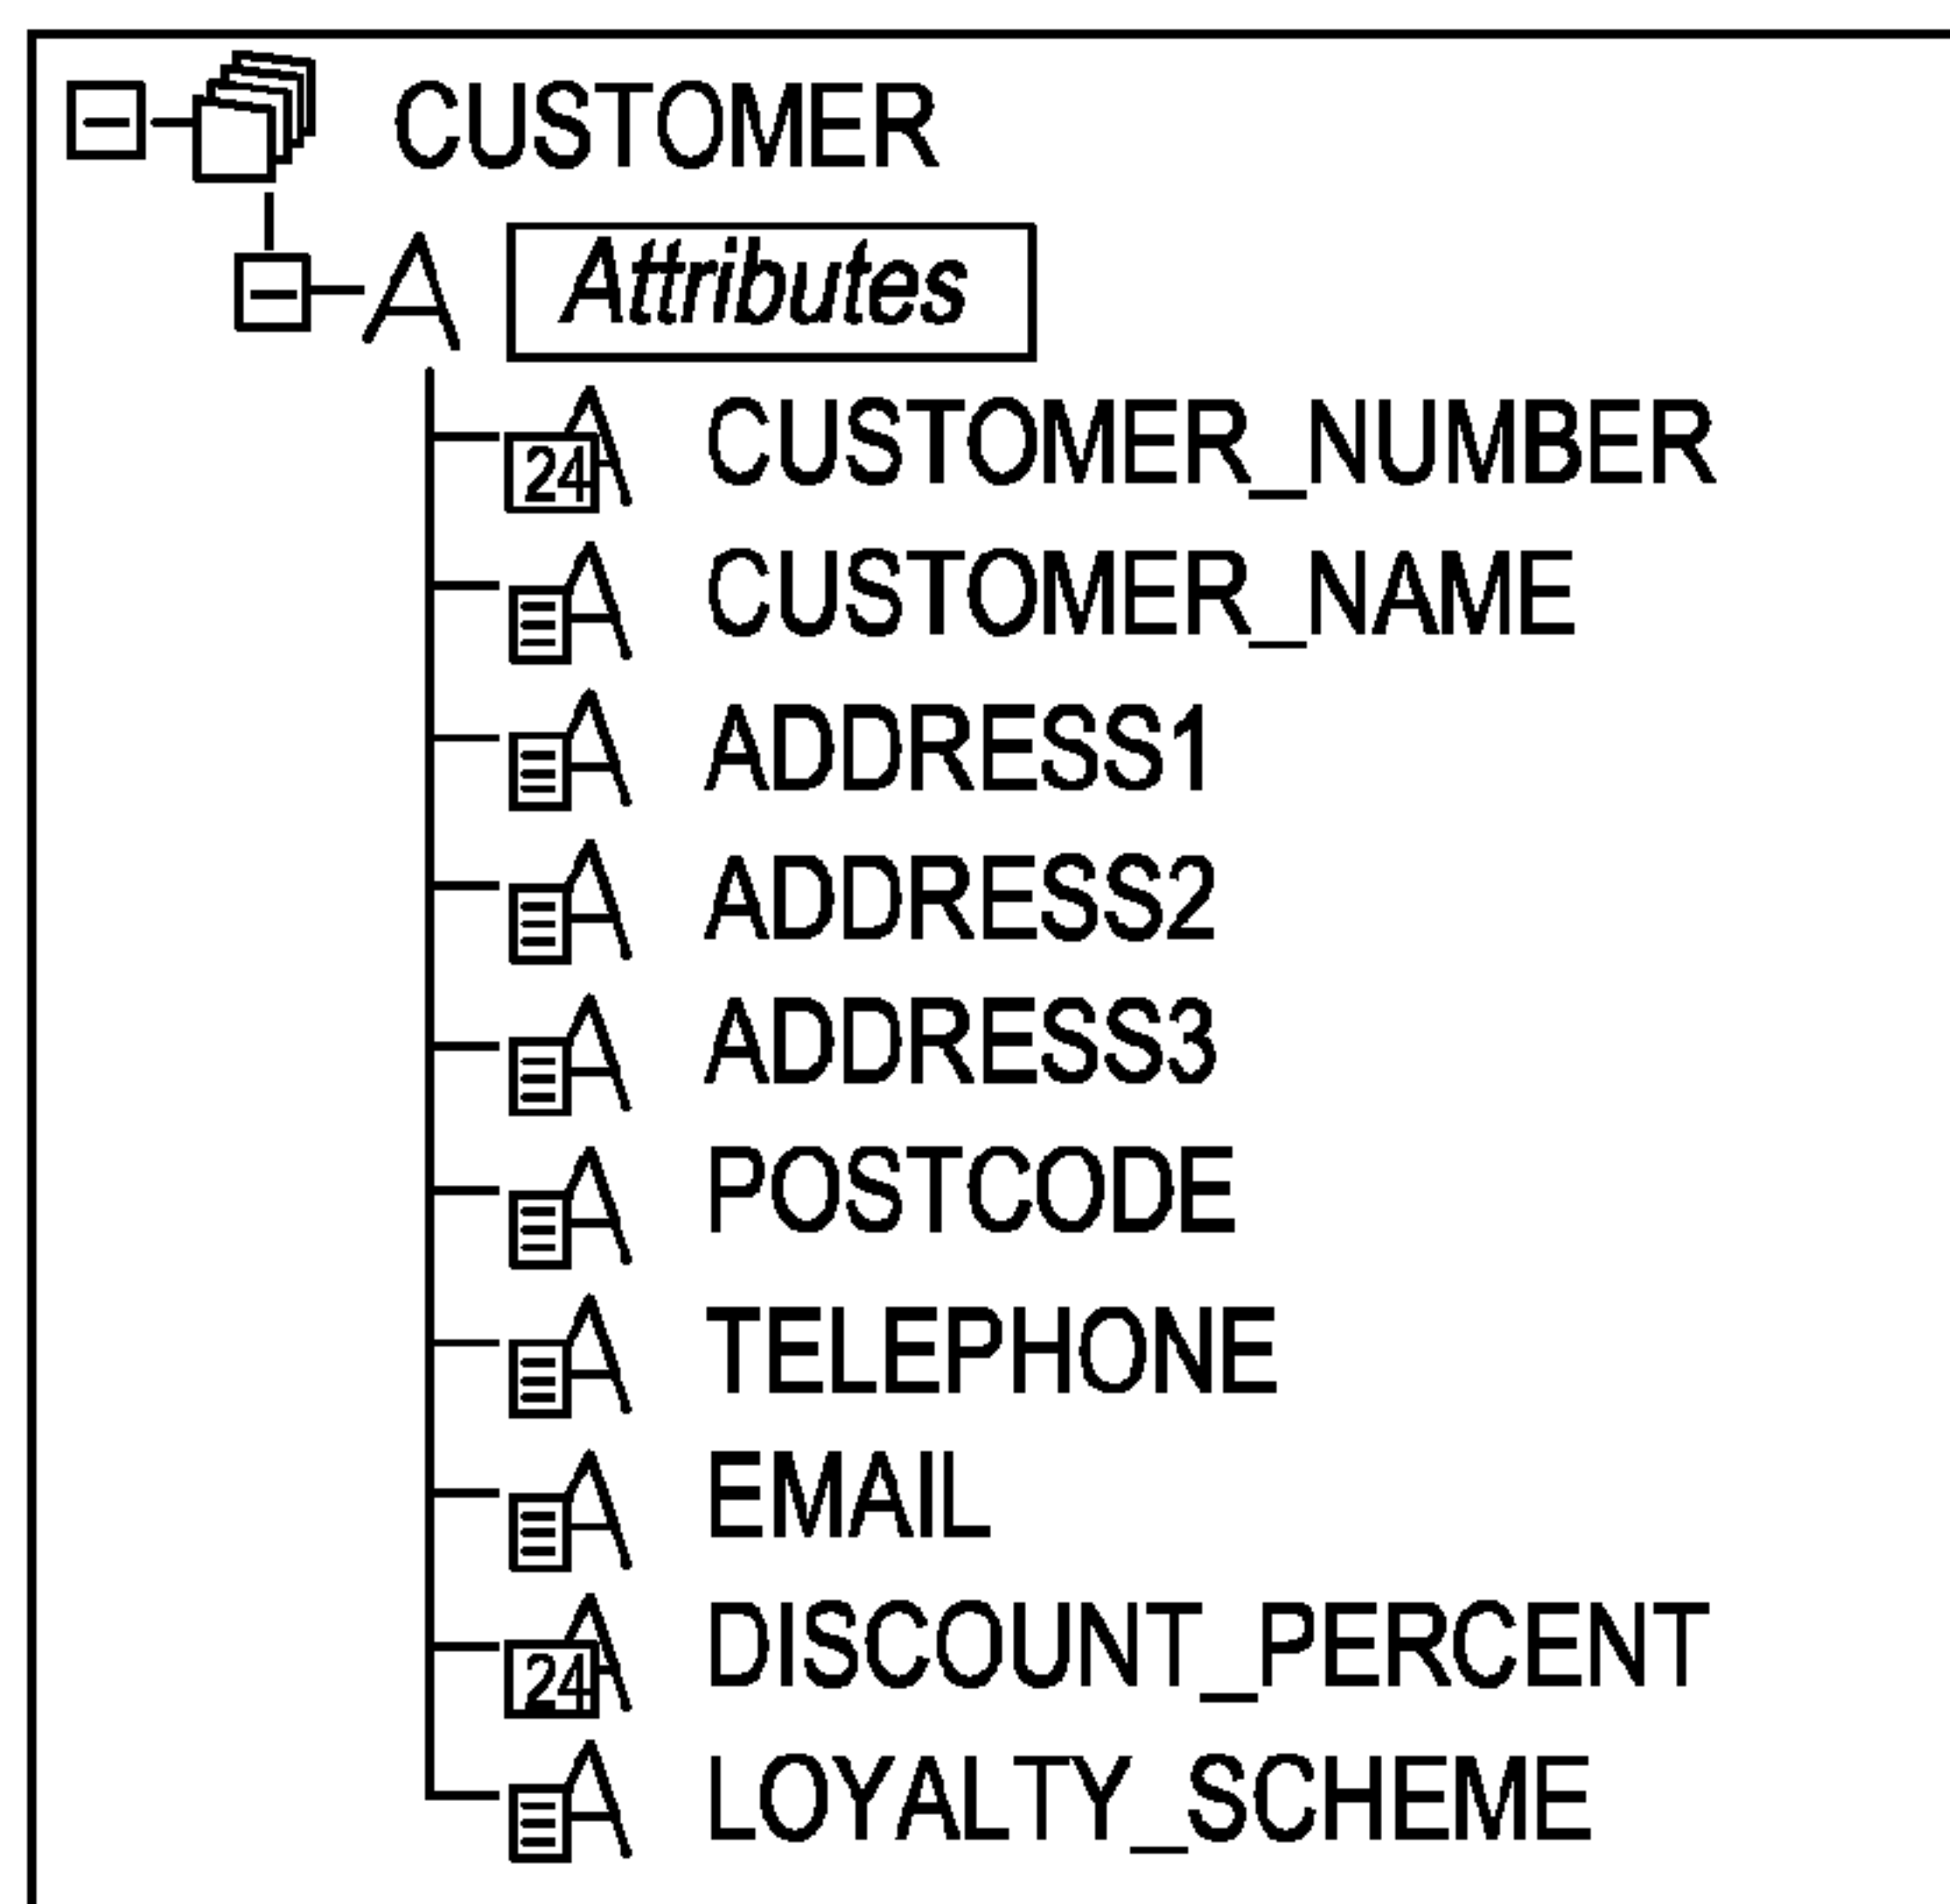 CUSTOMER
A Attributes
24 A CUSTOMER_NUMBER
A CUSTOMER_NAME
A ADDRESS1
A ADDRESS2
A ADDRESS3
A POSTCODE
A TELEPHONE
A EMAIL
24 A DISCOUNT_PERCENT
A LOYALTY_SCHEME